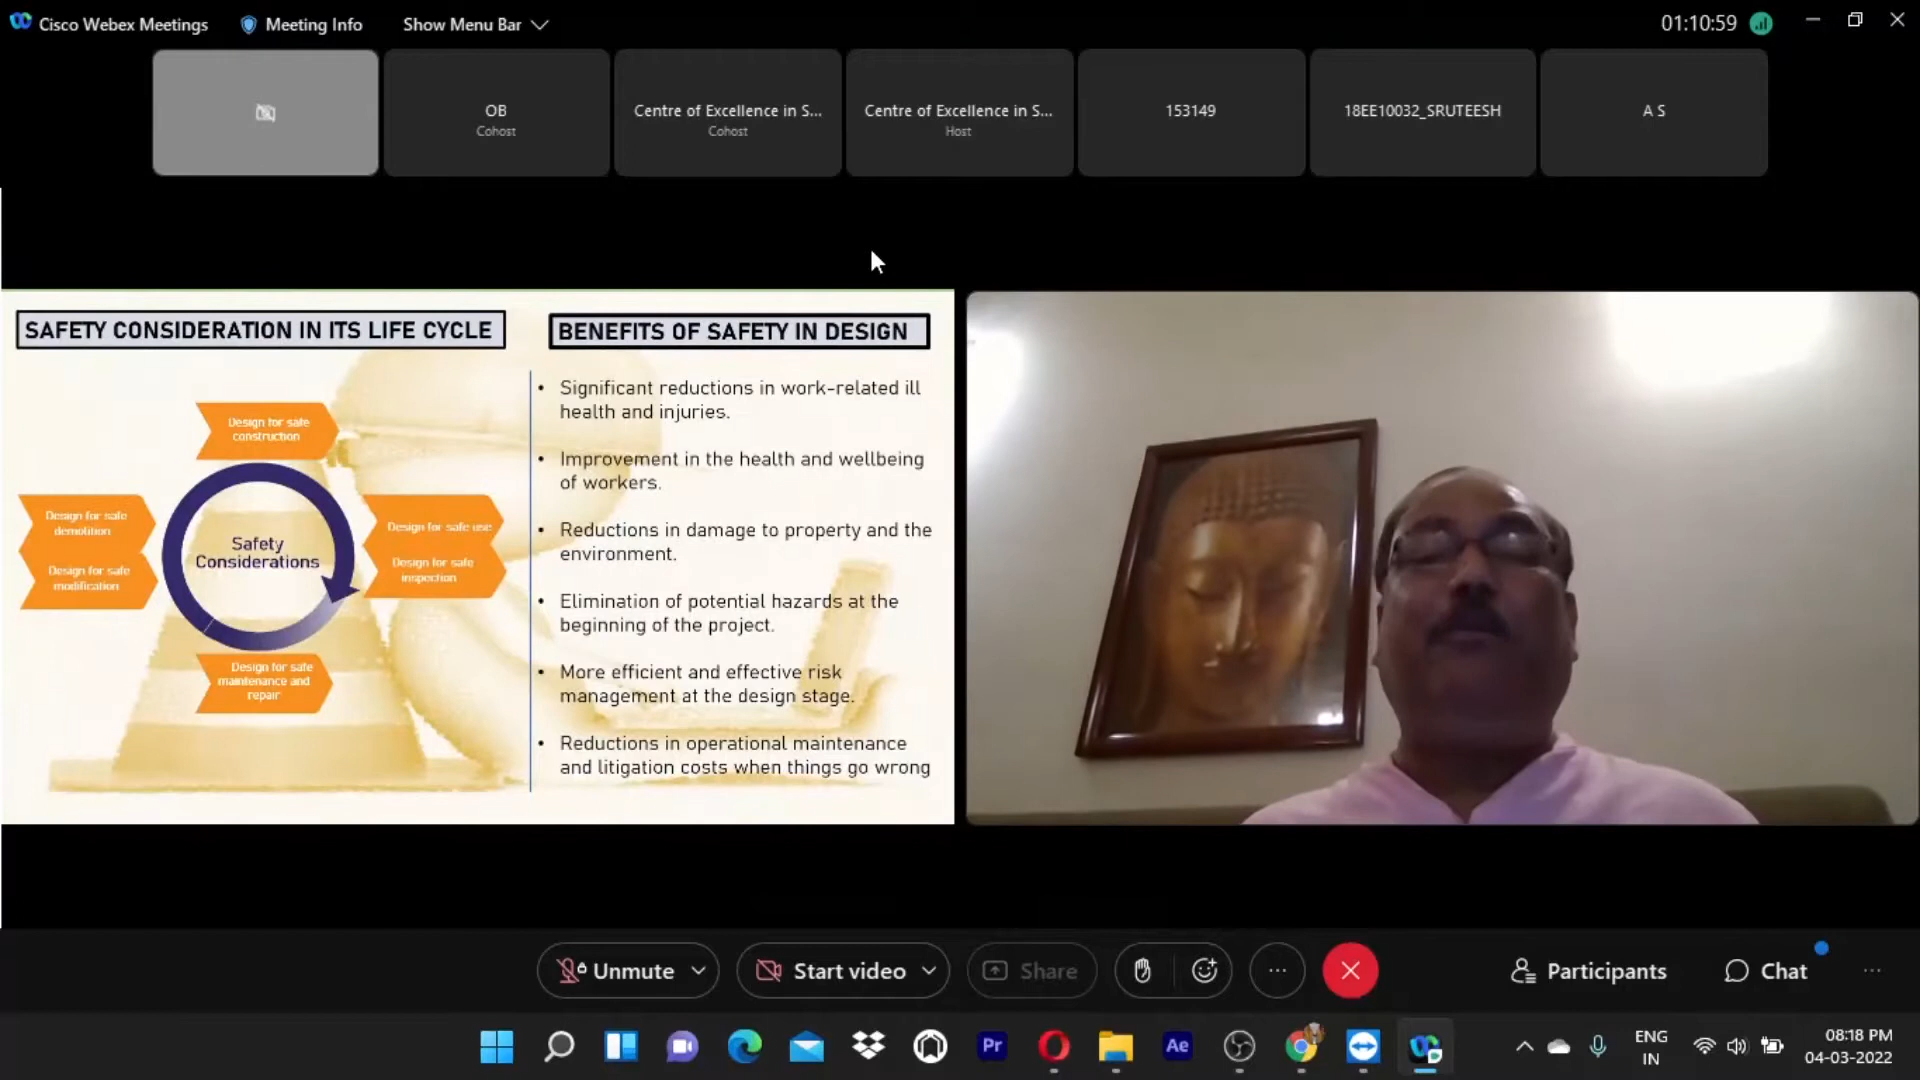 Cisco Webex Meetings
Meeting Info
Show Menu Bar
01:10:59
OB
Cohost
Centre of Excellence in S...
Cohost
Centre of Excellence in S...
Host
153149
18EE10032_SRUTEESH
A S
SAFETY CONSIDERATION IN ITS LIFE CYCLE
Design for safe
construction
Design for safe
demolition
Design for safe
modification
Safety
Considerations
Design for safe use
Design for safe
inspection
Design for safe
maintenance and
repair
BENEFITS OF SAFETY IN DESIGN
• Significant reductions in work-related ill
health and injuries.
• Improvement in the health and wellbeing
of workers.
• Reductions in damage to property and the
environment.
• Elimination of potential hazards at the
beginning of the project.
• More efficient and effective risk
management at the design stage.
• Reductions in operational maintenance
and litigation costs when things go wrong
Unmute
Start video
Share
Participants
Chat
Pr
Ae
ENG
IN
08:18 PM
04-03-2022